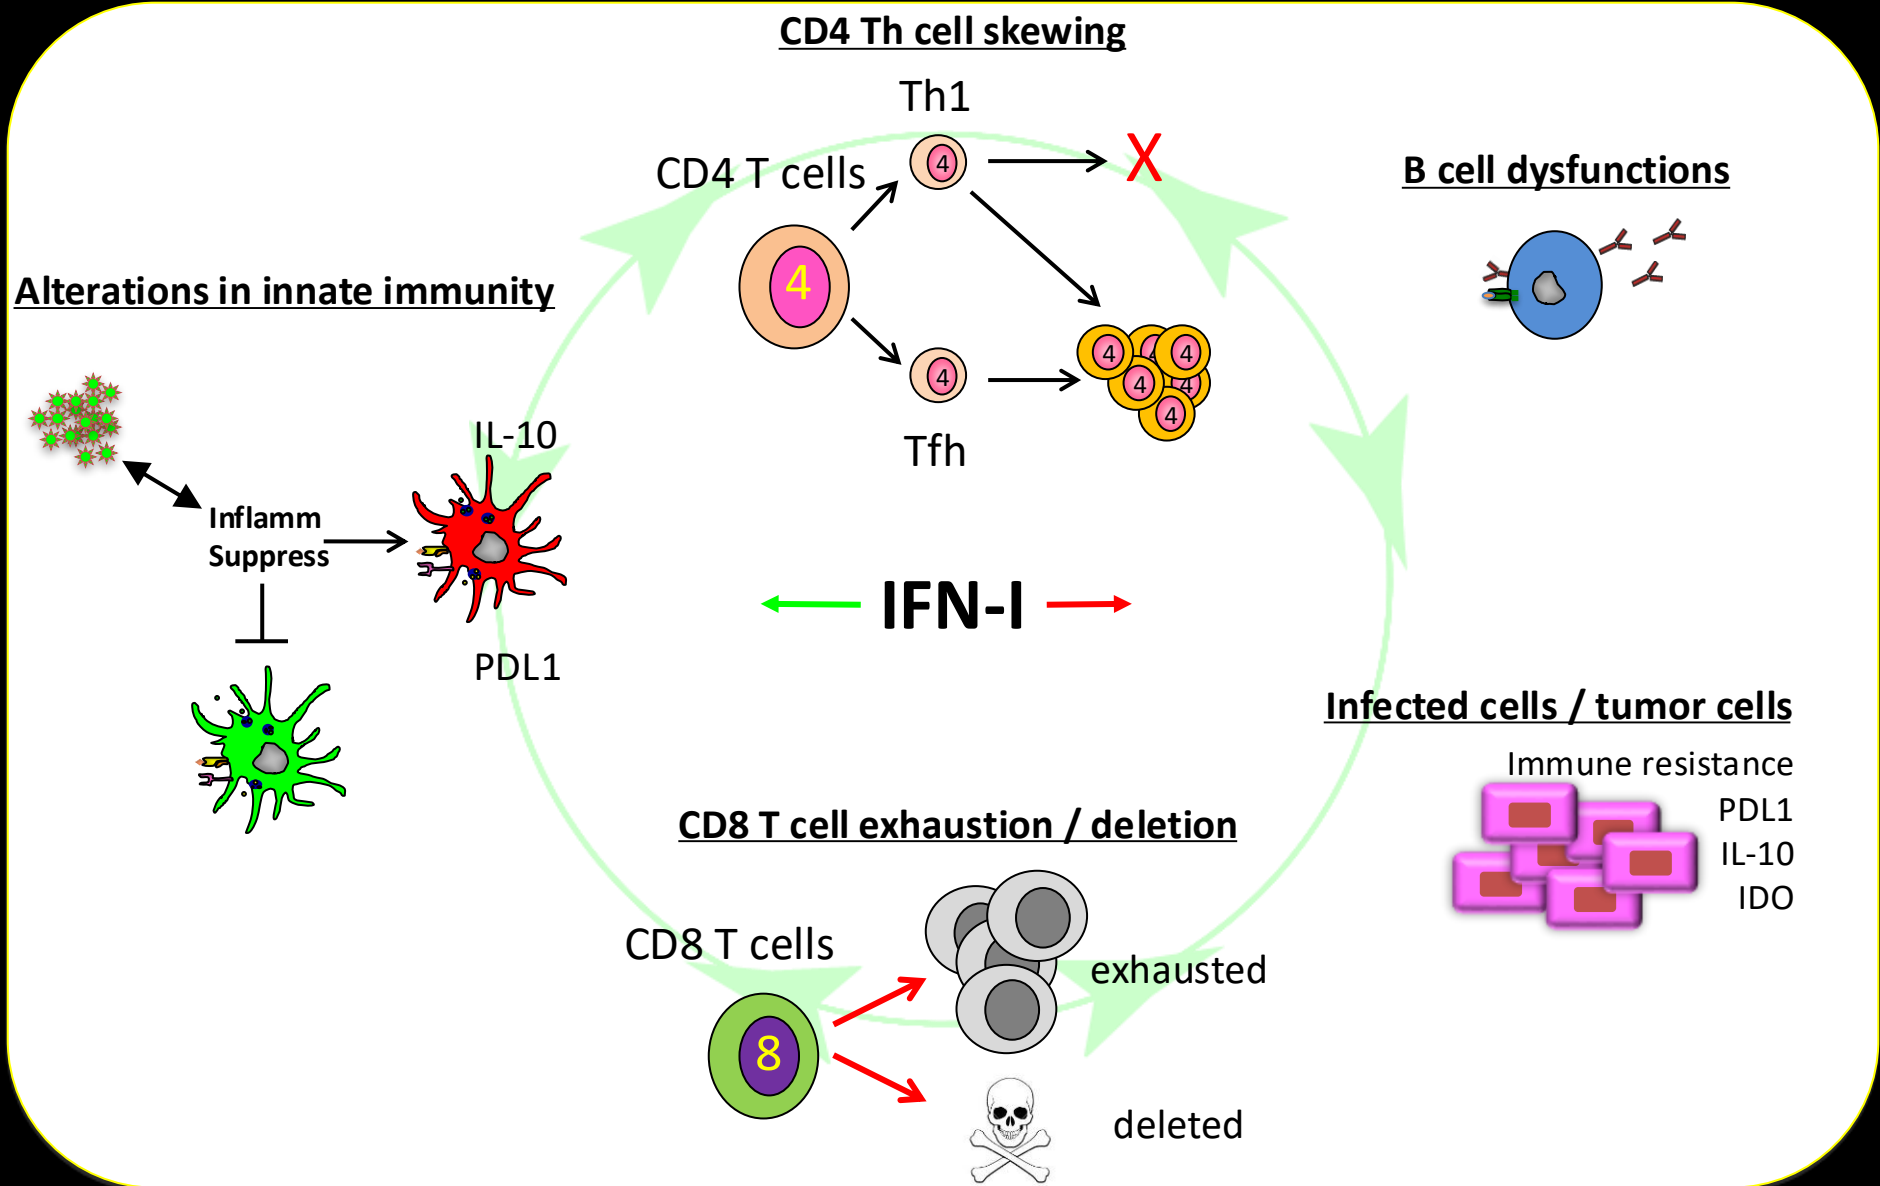 CD4 Th cell skewing
Th1
4
X
CD4 T cells
B cell dysfunctions
4
Alterations in innate immunity
4
4
4
4
4
4
4
Tfh
IL-10
Inflamm
Suppress
IFN-I
PDL1
Infected cells / tumor cells
Immune resistance
PDL1
IL-10
IDO
CD8 T cell exhaustion / deletion
CD8 T cells
exhausted
8
deleted